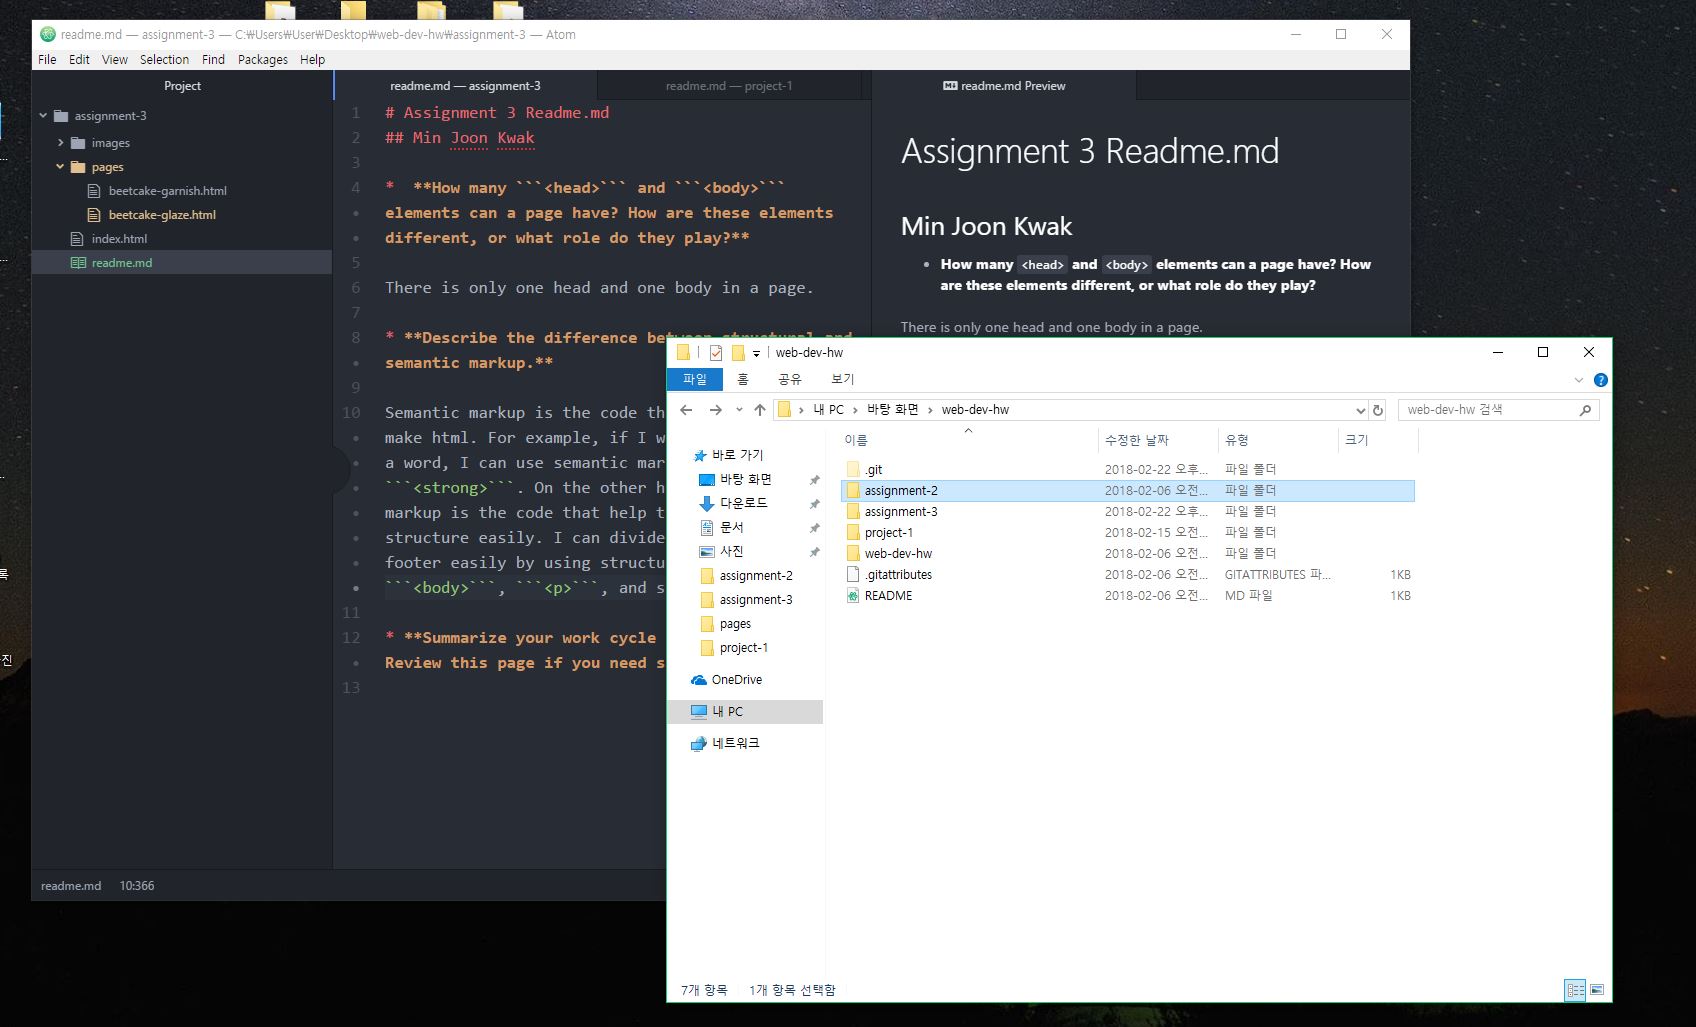 readme.md — assignment-3 — C:₩Users₩User₩Desktop₩web-dev-hw₩assignment-3 — Atom
File Edit View Selection Find Packages Help
Project
assignment-3
images
pages
beetcake-garnish.html
beetcake-glaze.html
index.html
readme.md
readme.md — assignment-3
readme.md — project-1
1 # Assignment 3 Readme.md
2 ## Min Joon Kwak
3
4 *  **How many ```<head>``` and ```<body>```
• elements can a page have? How are these elements
• different, or what role do they play?**
5
6 There is only one head and one body in a page.
7
8 * **Describe the difference between structural and
• semantic markup.**
9
10 Semantic markup is the code th
• make html. For example, if I w
• a word, I can use semantic mar
• ```<strong>```. On the other h
• markup is the code that help t
• structure easily. I can divide
• footer easily by using structu
• ```<body>```, ```<p>```, and s
11
12 * **Summarize your work cycle
• Review this page if you need s
13
readme.md 10:366
readme.md Preview
Assignment 3 Readme.md
Min Joon Kwak
• How many <head> and <body> elements can a page have? How
are these elements different, or what role do they play?
There is only one head and one body in a page.
web-dev-hw
파일 홈 공유 보기
내 PC › 바탕 화면 › web-dev-hw
web-dev-hw 검색
바로 가기
바탕 화면
다운로드
문서
사진
assignment-2
assignment-3
pages
project-1
OneDrive
내 PC
네트워크
이름 수정한 날짜 유형 크기
.git 2018-02-22 오후... 파일 폴더
assignment-2 2018-02-06 오전... 파일 폴더
assignment-3 2018-02-22 오후... 파일 폴더
project-1 2018-02-15 오전... 파일 폴더
web-dev-hw 2018-02-06 오전... 파일 폴더
.gitattributes 2018-02-06 오전... GITATTRIBUTES 파... 1KB
README 2018-02-06 오전... MD 파일 1KB
7개 항목 1개 항목 선택함